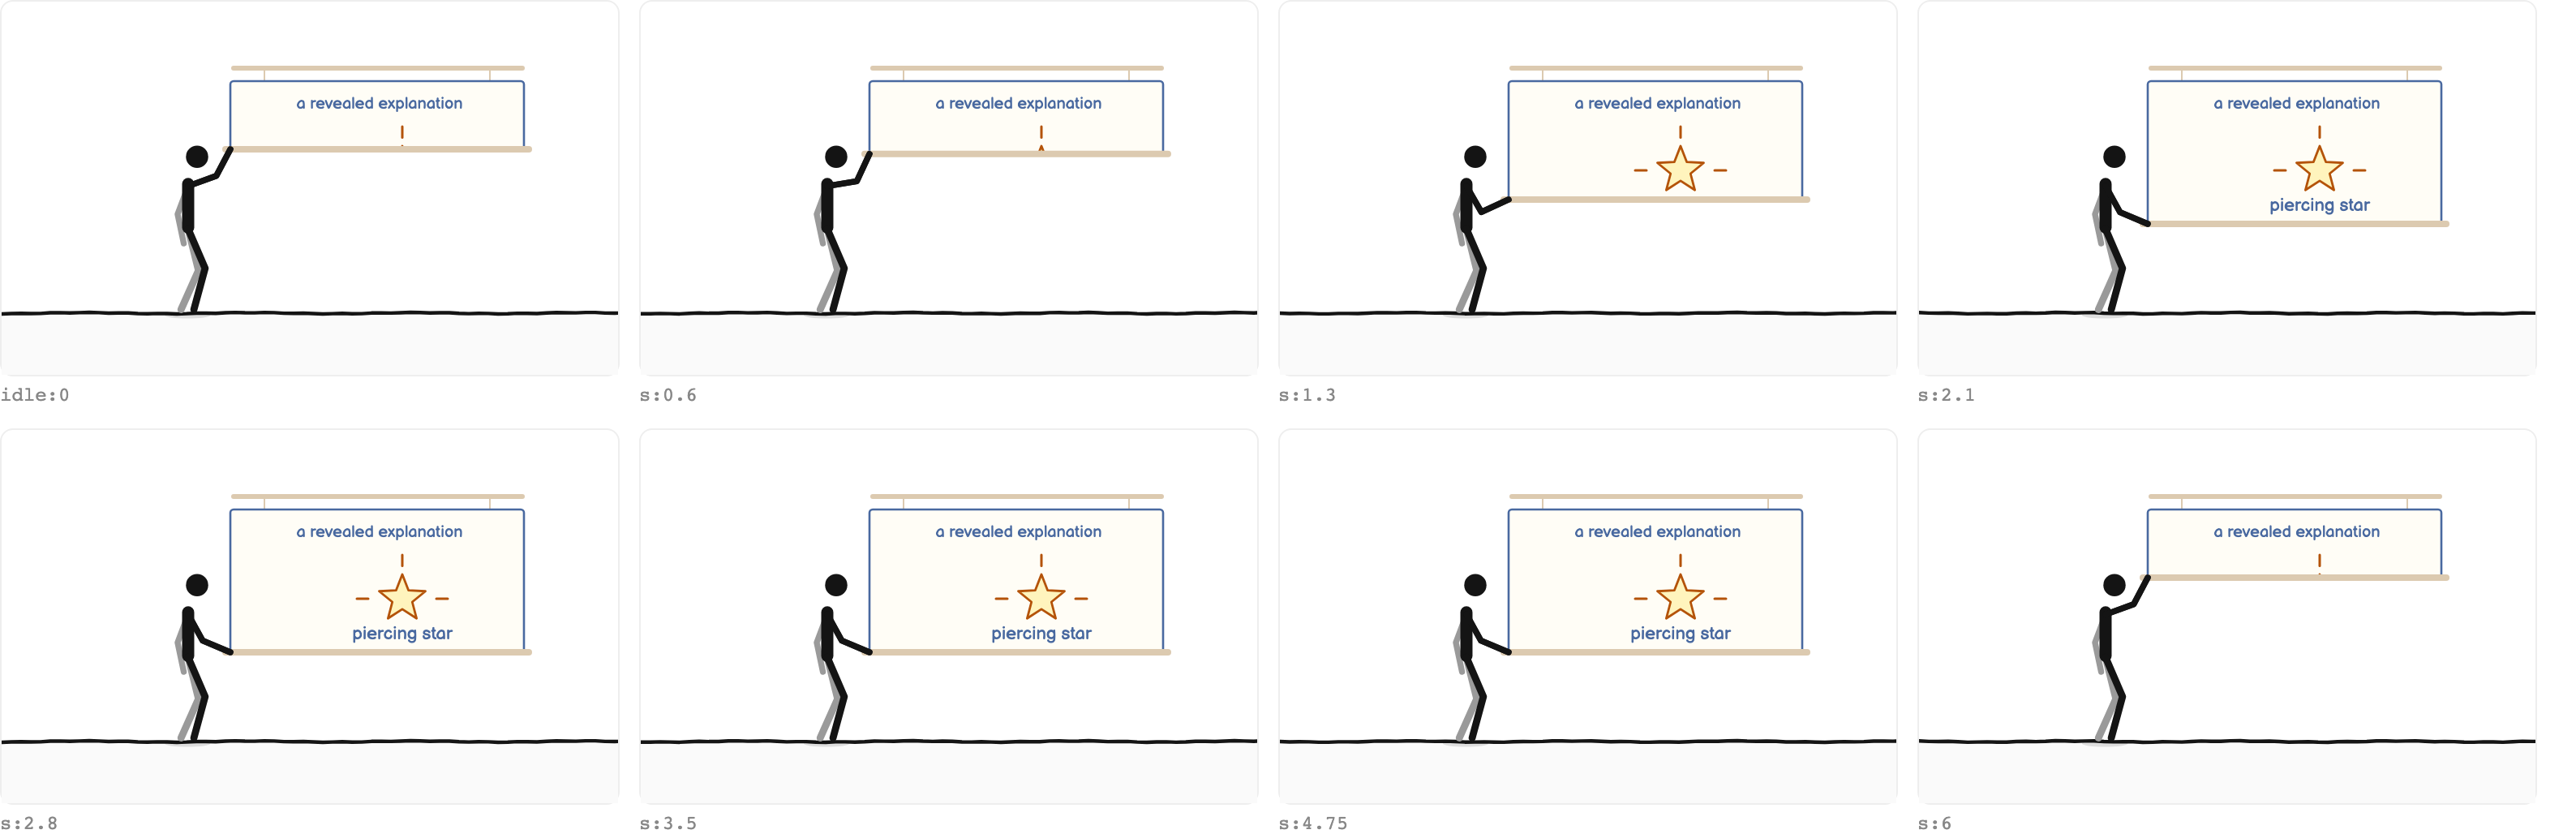 a revealed explanation
idle:0
a revealed explanation
s:0.6
a revealed explanation
s:1.3
a revealed explanation
piercing star
s:2.1
a revealed explanation
piercing star
s:2.8
a revealed explanation
piercing star
s:3.5
a revealed explanation
piercing star
s:4.75
a revealed explanation
s:6